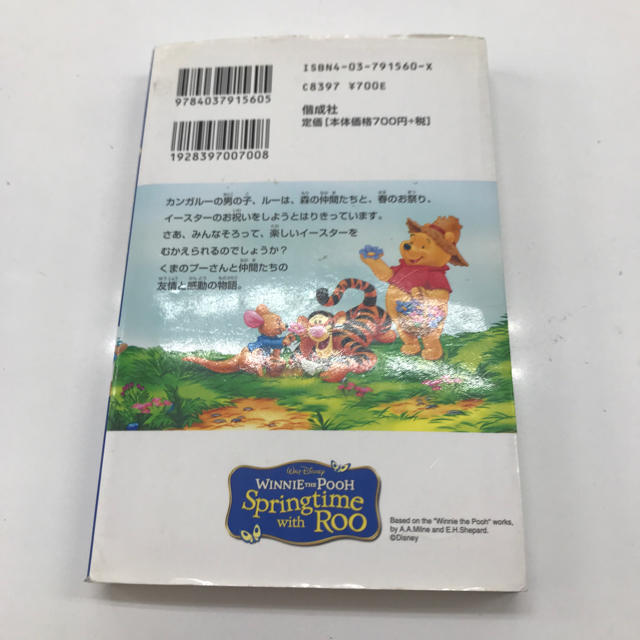 ISBN4-03-791560-X
C8397 ¥700E
9784037915605
偕成社
定価[本体価格700円+税]
1928397007008
カンガルーの男の子、ルーは、森の仲間たちと、春のお祭り、
イースターのお祝いをしようとはりきっています。
さあ、みんなそろって、楽しいイースターを
むかえられるのでしょうか?
くまのプーさんと仲間たちの
友情と感動の物語。
Walt Disney
WINNIE THE POOH
Springtime
with ROO
Based on the "Winnie the Pooh" works,
by A.A.Milne and E.H.Shepard.
©Disney